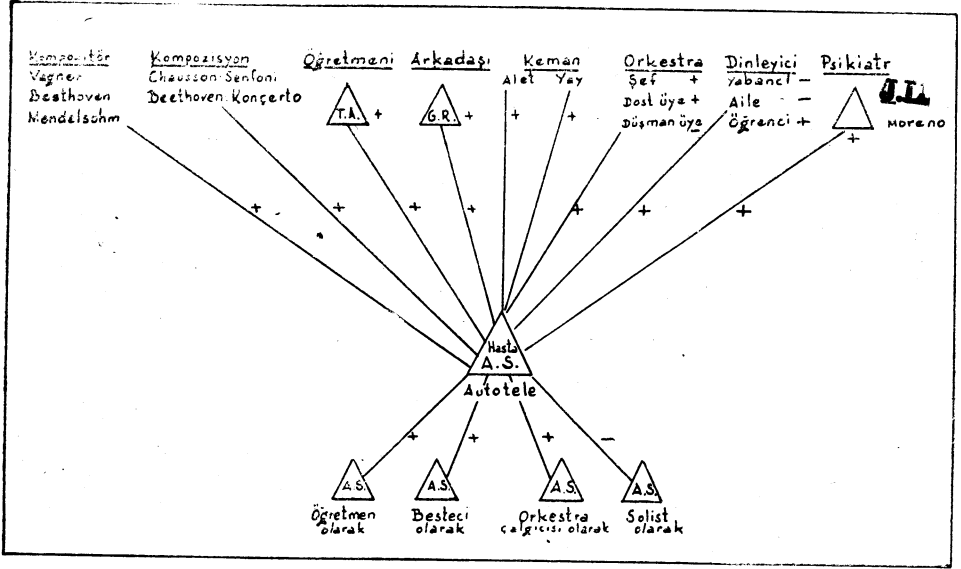 Kompozitör
Vagner
Beethoven
Mendelsohm
Kompozisyon
Chausson-Senfoni
Beethoven-Konçerto
Öğretmeni
T.A. +
Arkadaşı
G.R. +
Keman
Alet Yay
+ +
Orkestra
Şef +
Dost üye +
Düşman üye –
Dinleyici
Yabancı –
Aile –
Öğrenci +
Psikiatr
J.L.
Moreno
+
+ + + + + + +
Hasta
A.S.
Autotele
+ + + –
A.S. A.S. A.S. A.S.
Öğretmen
olarak
Besteci
olarak
Orkestra
çalgıcısı olarak
Solist
olarak